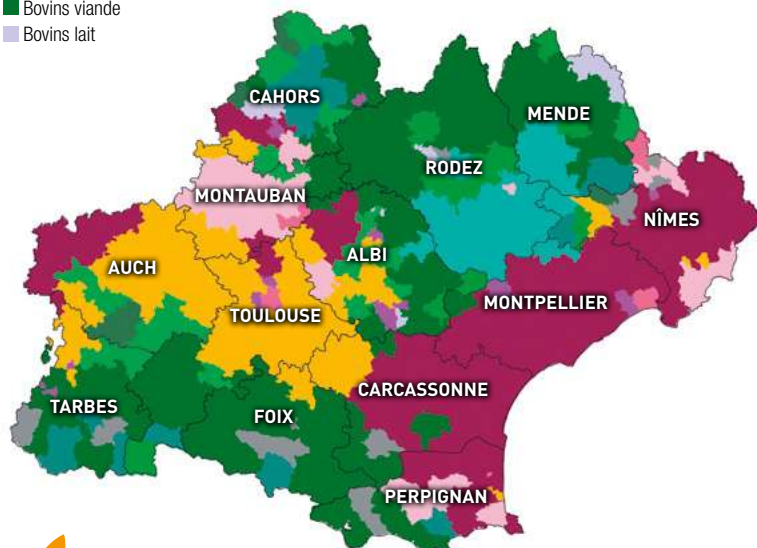 Bovins viande
Bovins lait
CAHORS
MENDE
RODEZ
MONTAUBAN
NÎMES
ALBI
AUCH
MONTPELLIER
TOULOUSE
CARCASSONNE
TARBES
FOIX
PERPIGNAN